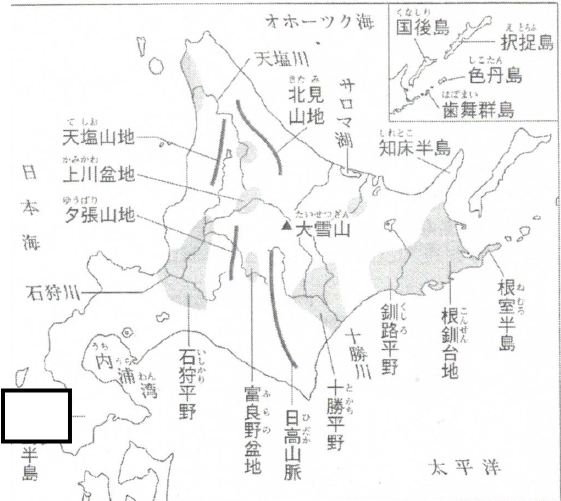 オホーツク海
くなしり
国後島
えとろふ
択捉島
しこたん
色丹島
はぼまい
歯舞群島
天塩川
きたみ
北見
山地
サロマ湖
しれとこ
知床半島
てしお
天塩山地
かみかわ
上川盆地
ゆうばり
夕張山地
日本海
たいせつざん
▲大雪山
石狩川
うち うら わん
内浦湾
いしかり
石狩平野
ふらの
富良野盆地
ひだか
日高山脈
とかち
十勝平野
十勝川
くしろ
釧路平野
こんせん
根釧台地
ねむろ
根室半島
半島
太平洋